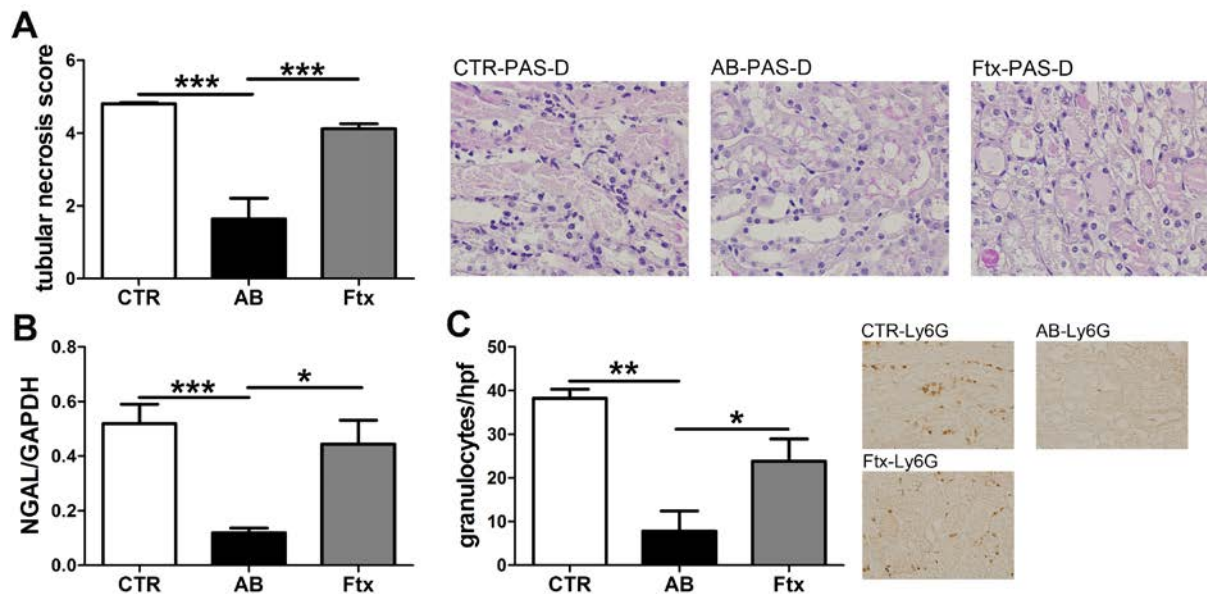 A
tubular necrosis score
6
4
2
0
***
***
CTR
AB
Ftx
CTR-PAS-D
AB-PAS-D
Ftx-PAS-D
B
NGAL/GAPDH
0.8
0.6
0.4
0.2
0.0
***
*
CTR
AB
Ftx
C
granulocytes/hpf
50
40
30
20
10
0
**
*
CTR
AB
Ftx
CTR-Ly6G
AB-Ly6G
Ftx-Ly6G